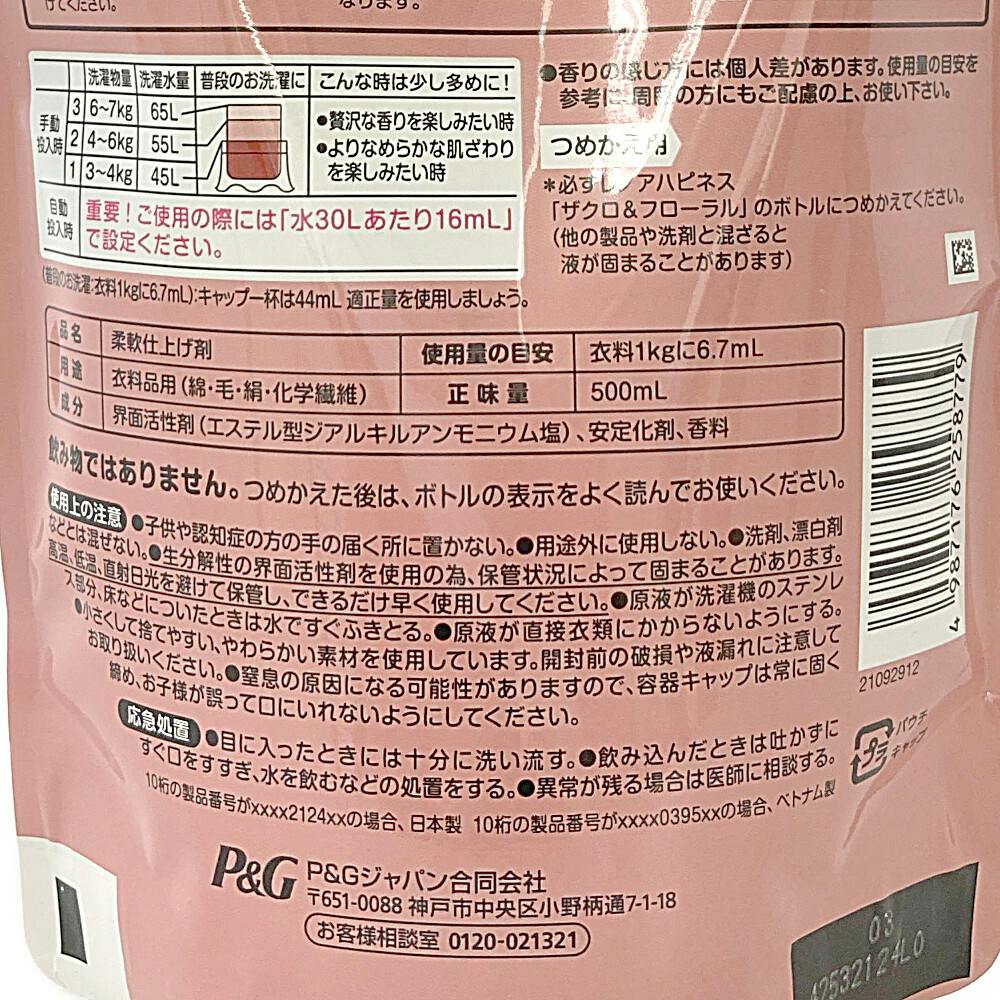 けてください。
なります。
洗濯物量 洗濯水量 普段のお洗濯に こんな時は少し多めに!
手動投入時
3 6~7kg 65L
2 4~6kg 55L
1 3~4kg 45L
●贅沢な香りを楽しみたい時
●よりなめらかな肌ざわり
を楽しみたい時
自動投入時
重要!ご使用の際には「水30Lあたり16mL」
で設定ください。
(普段のお洗濯:衣料1kgに6.7mL):キャップ一杯は44mL 適正量を使用しましょう。
●香りの感じ方には個人差があります。使用量の目安を
参考に、周囲の方にもご配慮の上、お使い下さい。
つめかえ用
*必ずレノアハピネス
「ザクロ&フローラル」のボトルにつめかえてください。
(他の製品や洗剤と混ざると
液が固まることがあります)
品名 柔軟仕上げ剤 使用量の目安 衣料1kgに6.7mL
用途 衣料品用(綿・毛・絹・化学繊維) 正味量 500mL
成分 界面活性剤(エステル型ジアルキルアンモニウム塩)、安定化剤、香料
飲み物ではありません。つめかえた後は、ボトルの表示をよく読んでお使いください。
使用上の注意 ●子供や認知症の方の手の届く所に置かない。●用途外に使用しない。●洗剤、漂白剤
などとは混ぜない。●生分解性の界面活性剤を使用の為、保管状況によって固まることがあります。
高温、低温、直射日光を避けて保管し、できるだけ早く使用してください。●原液が洗濯機のステンレ
ス部分、床などについたときは水ですぐふきとる。●原液が直接衣類にかからないようにする。
●小さくして捨てやすい、やわらかい素材を使用しています。開封前の破損や液漏れに注意して
お取り扱いください。●窒息の原因になる可能性がありますので、容器キャップは常に固く
締め、お子様が誤って口にいれないようにしてください。
応急処置 ●目に入ったときには十分に洗い流す。●飲み込んだときは吐かずに
すぐ口をすすぎ、水を飲むなどの処置をする。●異常が残る場合は医師に相談する。
10桁の製品番号がxxxx2124xxの場合、日本製 10桁の製品番号がxxxx0395xxの場合、ベトナム製
4 987176 258779
21092912
プラ
パウチ
キャップ
P&G P&Gジャパン合同会社
〒651-0088 神戸市中央区小野柄通7-1-18
お客様相談室 0120-021321
03
42532124L0